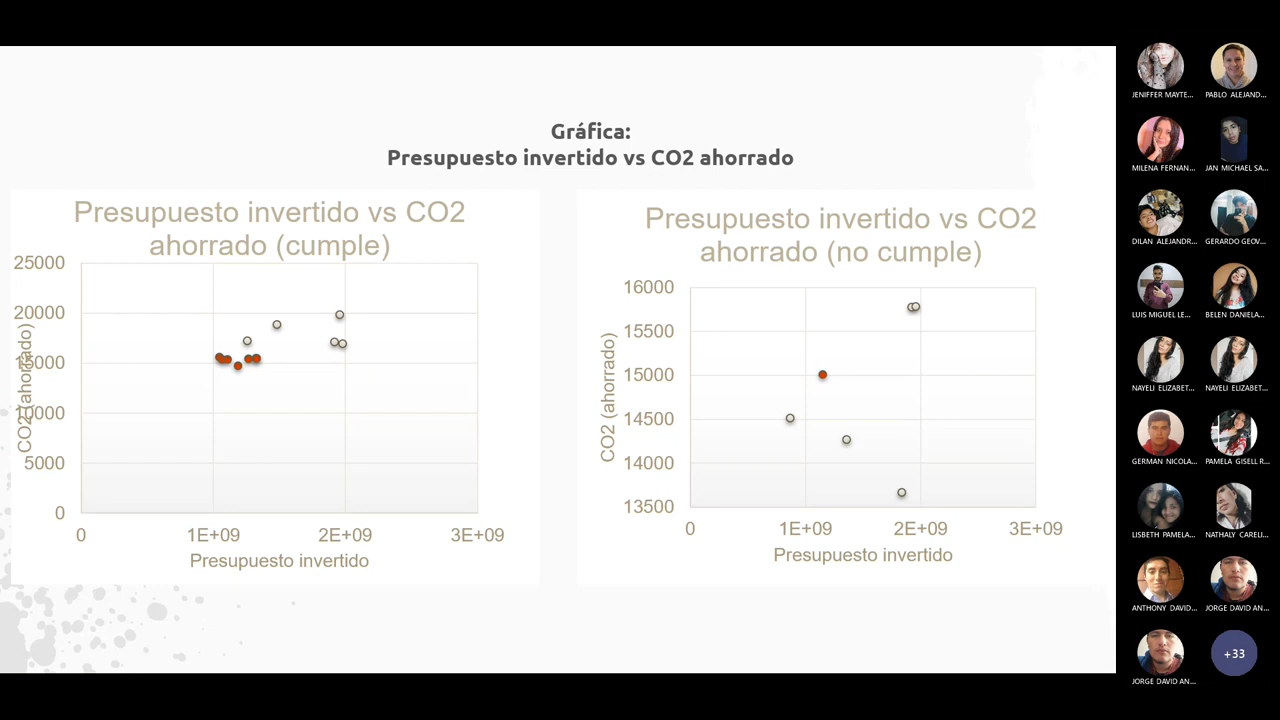 Gráfica:
Presupuesto invertido vs CO2 ahorrado
Presupuesto invertido vs CO2
ahorrado (cumple)
CO2 (ahorrado)
25000
20000
15000
10000
5000
0
0 1E+09 2E+09 3E+09
Presupuesto invertido
Presupuesto invertido vs CO2
ahorrado (no cumple)
CO2 (ahorrado)
16000
15500
15000
14500
14000
13500
0 1E+09 2E+09 3E+09
Presupuesto invertido
JENIFFER MAYTE... PABLO ALEJAND...
MILENA FERNAN... JAN MICHAEL SA...
DILAN ALEJANDR... GERARDO GEOV...
LUIS MIGUEL LE... BELEN DANIELA...
NAYELI ELIZABET... NAYELI ELIZABET...
GERMAN NICOLA... PAMELA GISELL R...
LISBETH PAMELA... NATHALY CARELI...
ANTHONY DAVID... JORGE DAVID AN...
JORGE DAVID AN... +33